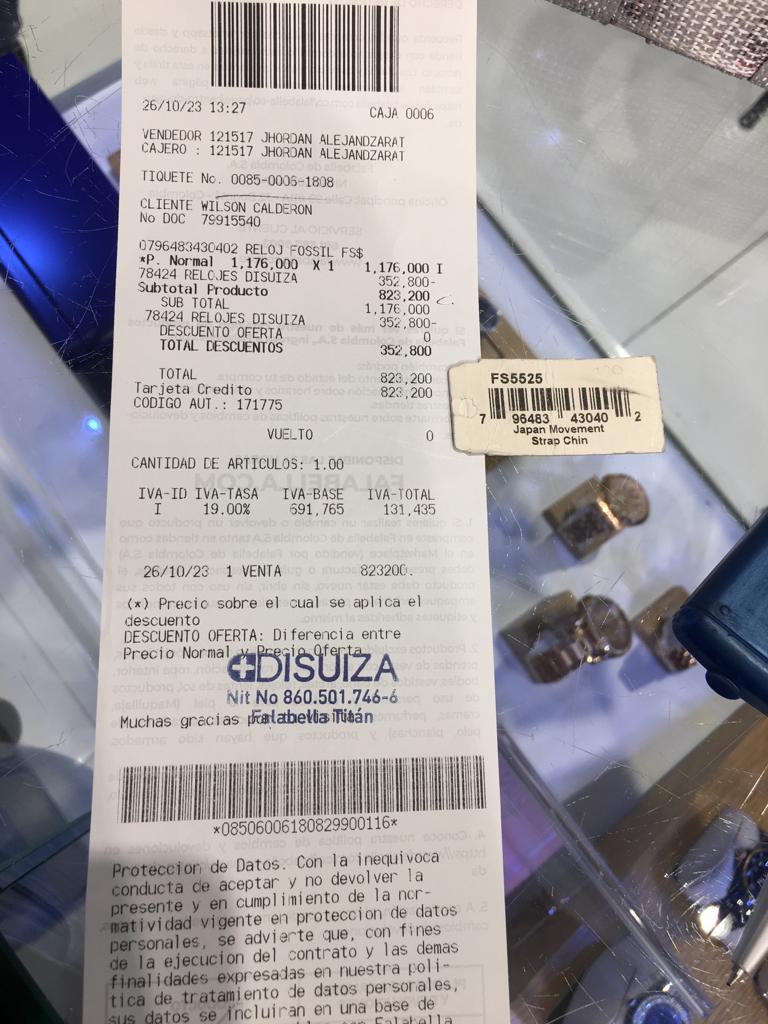 26/10/23 13:27 CAJA 0006
VENDEDOR 121517 JHORDAN ALEJANDZARAT
CAJERO : 121517 JHORDAN ALEJANDZARAT
TIQUETE No. 0085-0006-1808
CLIENTE WILSON CALDERON
No DOC 79915540
0796483430402 RELOJ FOSSIL FS$
*P. Normal 1,176,000 X 1 1,176,000 I
78424 RELOJES DISUIZA 352,800-
Subtotal Producto 823,200
SUB TOTAL 1,176,000
78424 RELOJES DISUIZA 352,800-
DESCUENTO OFERTA 0
TOTAL DESCUENTOS 352,800
TOTAL 823,200
Tarjeta Credito 823,200
CODIGO AUT.: 171775
VUELTO 0
CANTIDAD DE ARTICULOS: 1.00
IVA-ID IVA-TASA IVA-BASE IVA-TOTAL
I 19.00% 691,765 131,435
26/10/23 1 VENTA 823200.
(*) Precio sobre el cual se aplica el
descuento
DESCUENTO OFERTA: Diferencia entre
Precio Normal y Precio Oferta
DISUIZA
Nit No 860.501.746-6
Falabella Titán
Muchas gracias por su visita
*08506006180829900116*
Proteccion de Datos. Con la inequivoca
conducta de aceptar y no devolver la
presente y en cumplimiento de la nor-
matividad vigente en proteccion de datos
personales, se advierte que, con fines
de la ejecucion del contrato y las demas
finalidades expresadas en nuestra poli-
tica de tratamiento de datos personales,
sus datos se incluiran en una base de
Falabella
FS5525
7 96483 43040 2
Japan Movement
Strap Chin